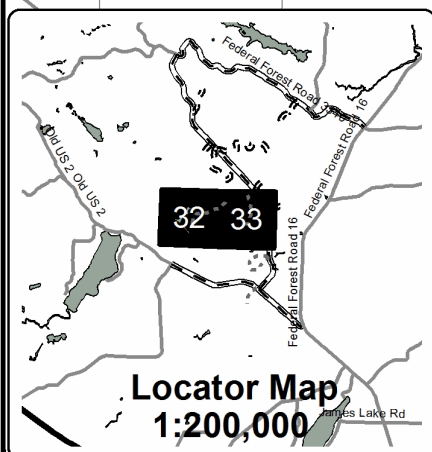 Federal Forest Road 3
16
Federal Forest Road
Old US 2 Old US 2
32 33
Federal Forest Road 16
Locator Map
1:200,000
James Lake Rd